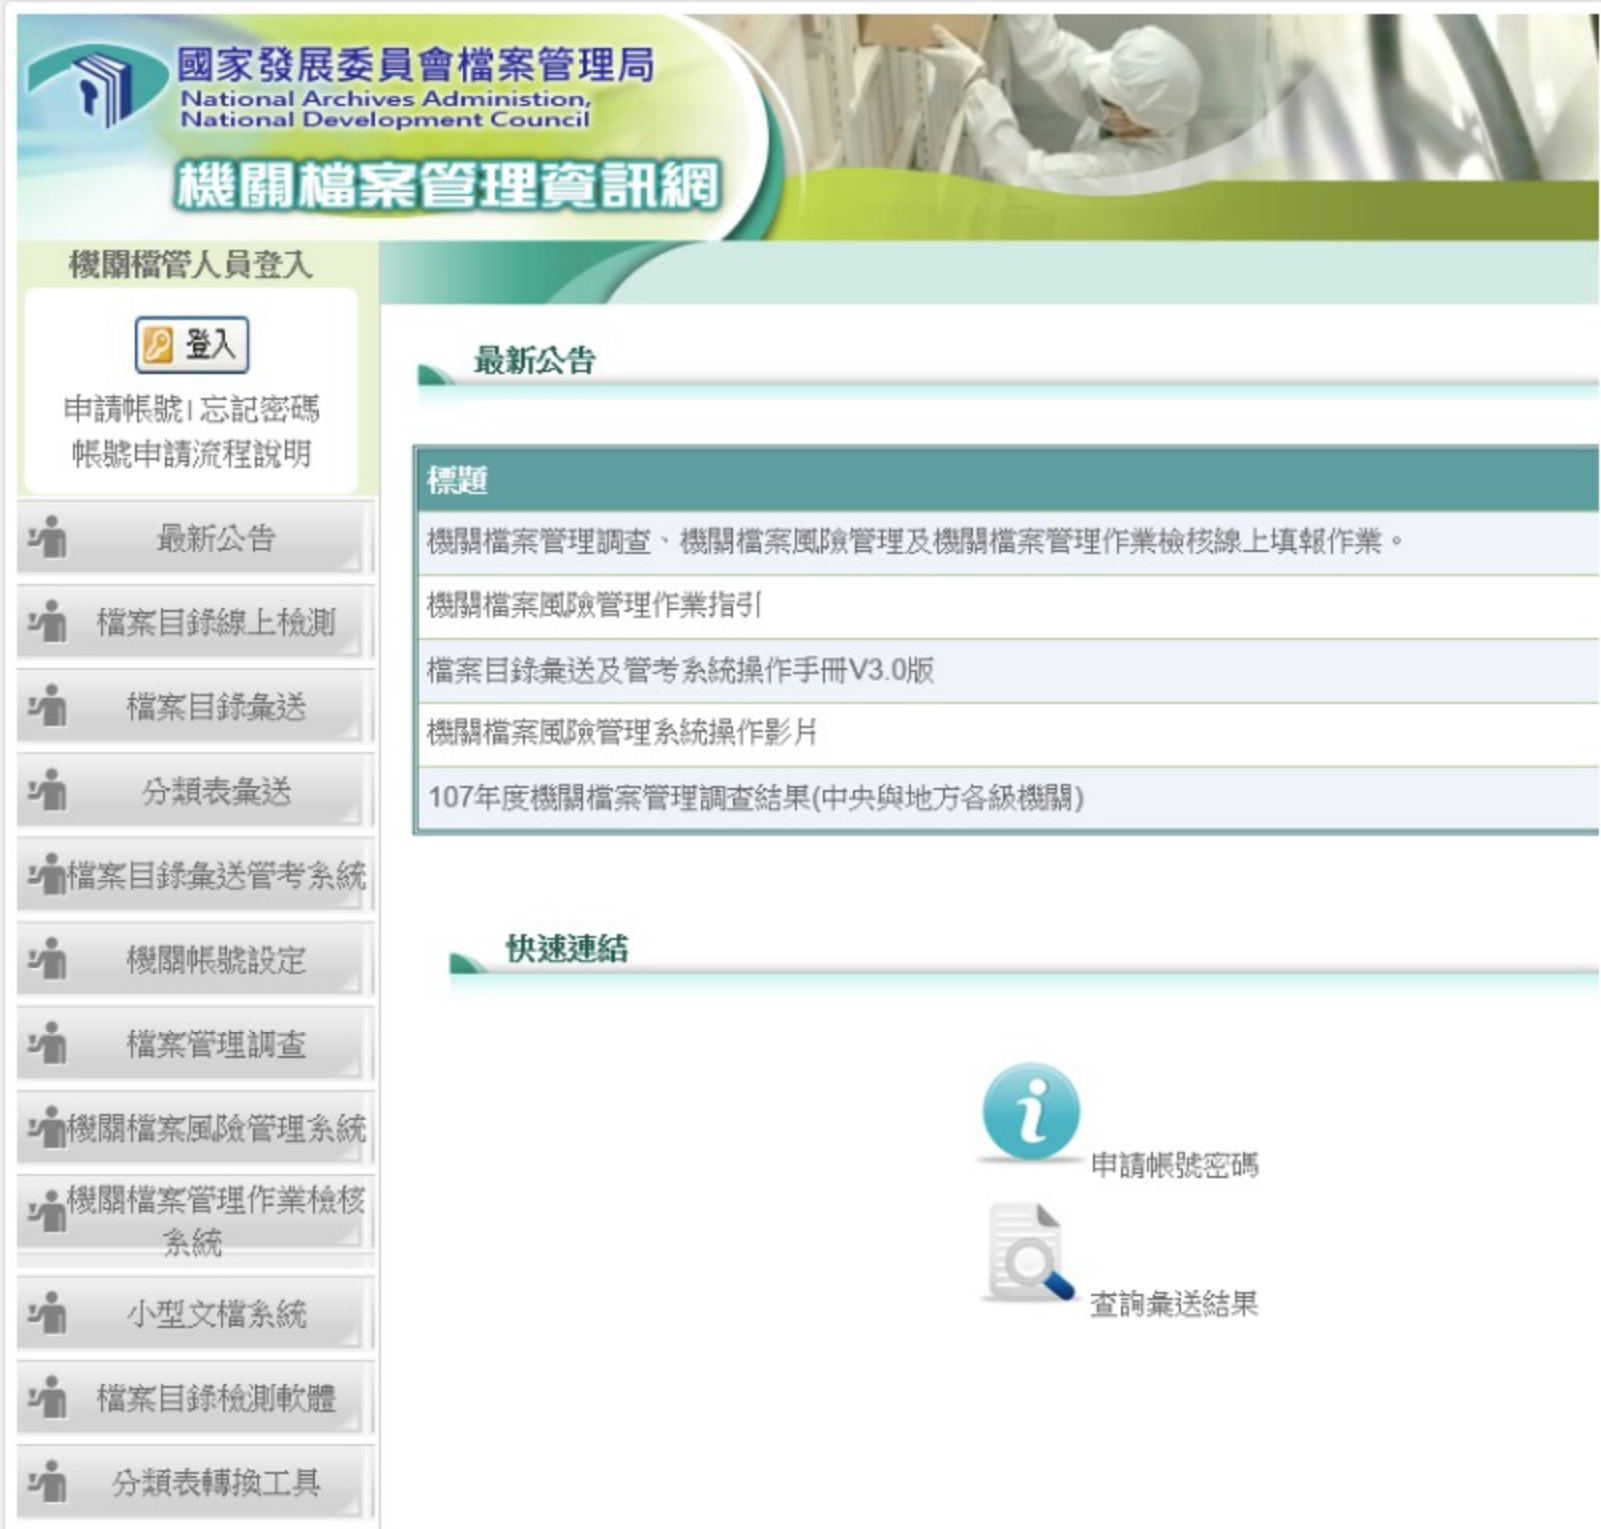 國家發展委員會檔案管理局
National Archives Administion,
National Development Council
機關檔案管理資訊網
機關檔管人員登入
登入
申請帳號|忘記密碼
帳號申請流程說明
最新公告
檔案目錄線上檢測
檔案目錄彙送
分類表彙送
檔案目錄彙送管考系統
機關帳號設定
檔案管理調查
機關檔案風險管理系統
機關檔案管理作業檢核
系統
小型文檔系統
檔案目錄檢測軟體
分類表轉換工具
最新公告
標題
機關檔案管理調查、機關檔案風險管理及機關檔案管理作業檢核線上填報作業。
機關檔案風險管理作業指引
檔案目錄彙送及管考系統操作手冊V3.0版
機關檔案風險管理系統操作影片
107年度機關檔案管理調查結果(中央與地方各級機關)
快速連結
申請帳號密碼
查詢彙送結果